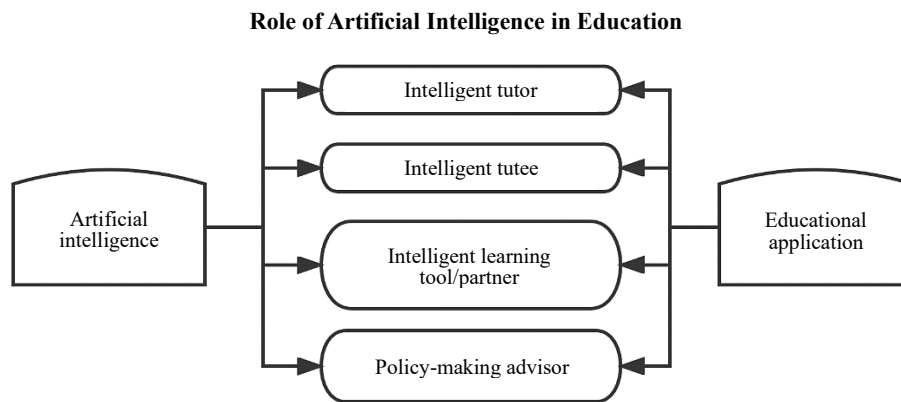 Role of Artificial Intelligence in Education
Intelligent tutor
Intelligent tutee
Artificial
intelligence
Intelligent learning
tool/partner
Educational
application
Policy-making advisor